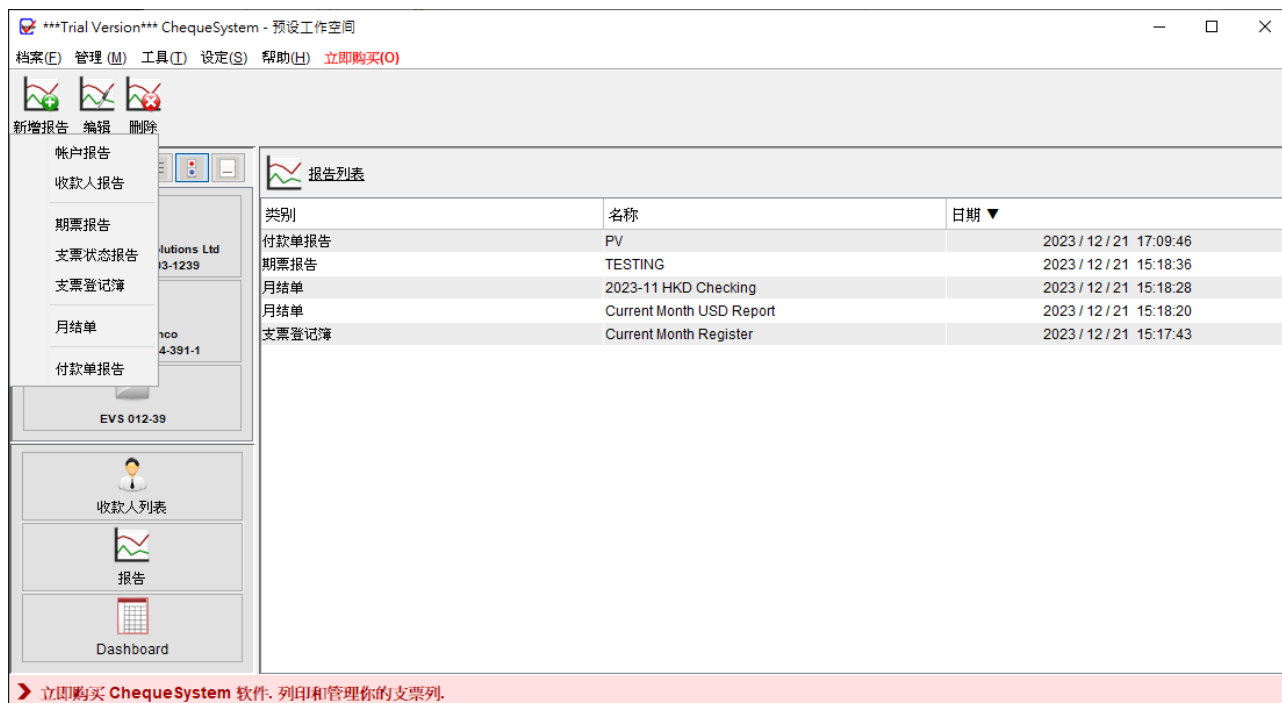 ***Trial Version*** ChequeSystem - 预设工作空间
档案(F) 管理 (M) 工具(T) 设定(S) 帮助(H) 立即购买(O)
新增报告 编辑 删除
帐户报告
收款人报告
期票报告
支票状态报告
支票登记簿
月结单
付款单报告
lutions Ltd
03-1239
nco
4-391-1
EVS 012-39
收款人列表
报告
Dashboard
报告列表
类别 名称 日期 ▼
付款单报告 PV 2023 / 12 / 21 17:09:46
期票报告 TESTING 2023 / 12 / 21 15:18:36
月结单 2023-11 HKD Checking 2023 / 12 / 21 15:18:28
月结单 Current Month USD Report 2023 / 12 / 21 15:18:20
支票登记簿 Current Month Register 2023 / 12 / 21 15:17:43
立即购买 ChequeSystem 软件. 列印和管理你的支票列.